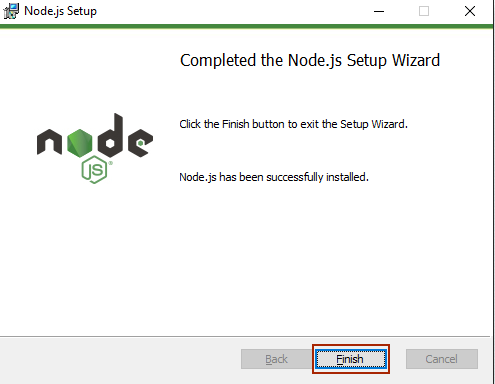 Node.js Setup
Completed the Node.js Setup Wizard
Click the Finish button to exit the Setup Wizard.
node
JS
®
Node.js has been successfully installed.
Back
Finish
Cancel